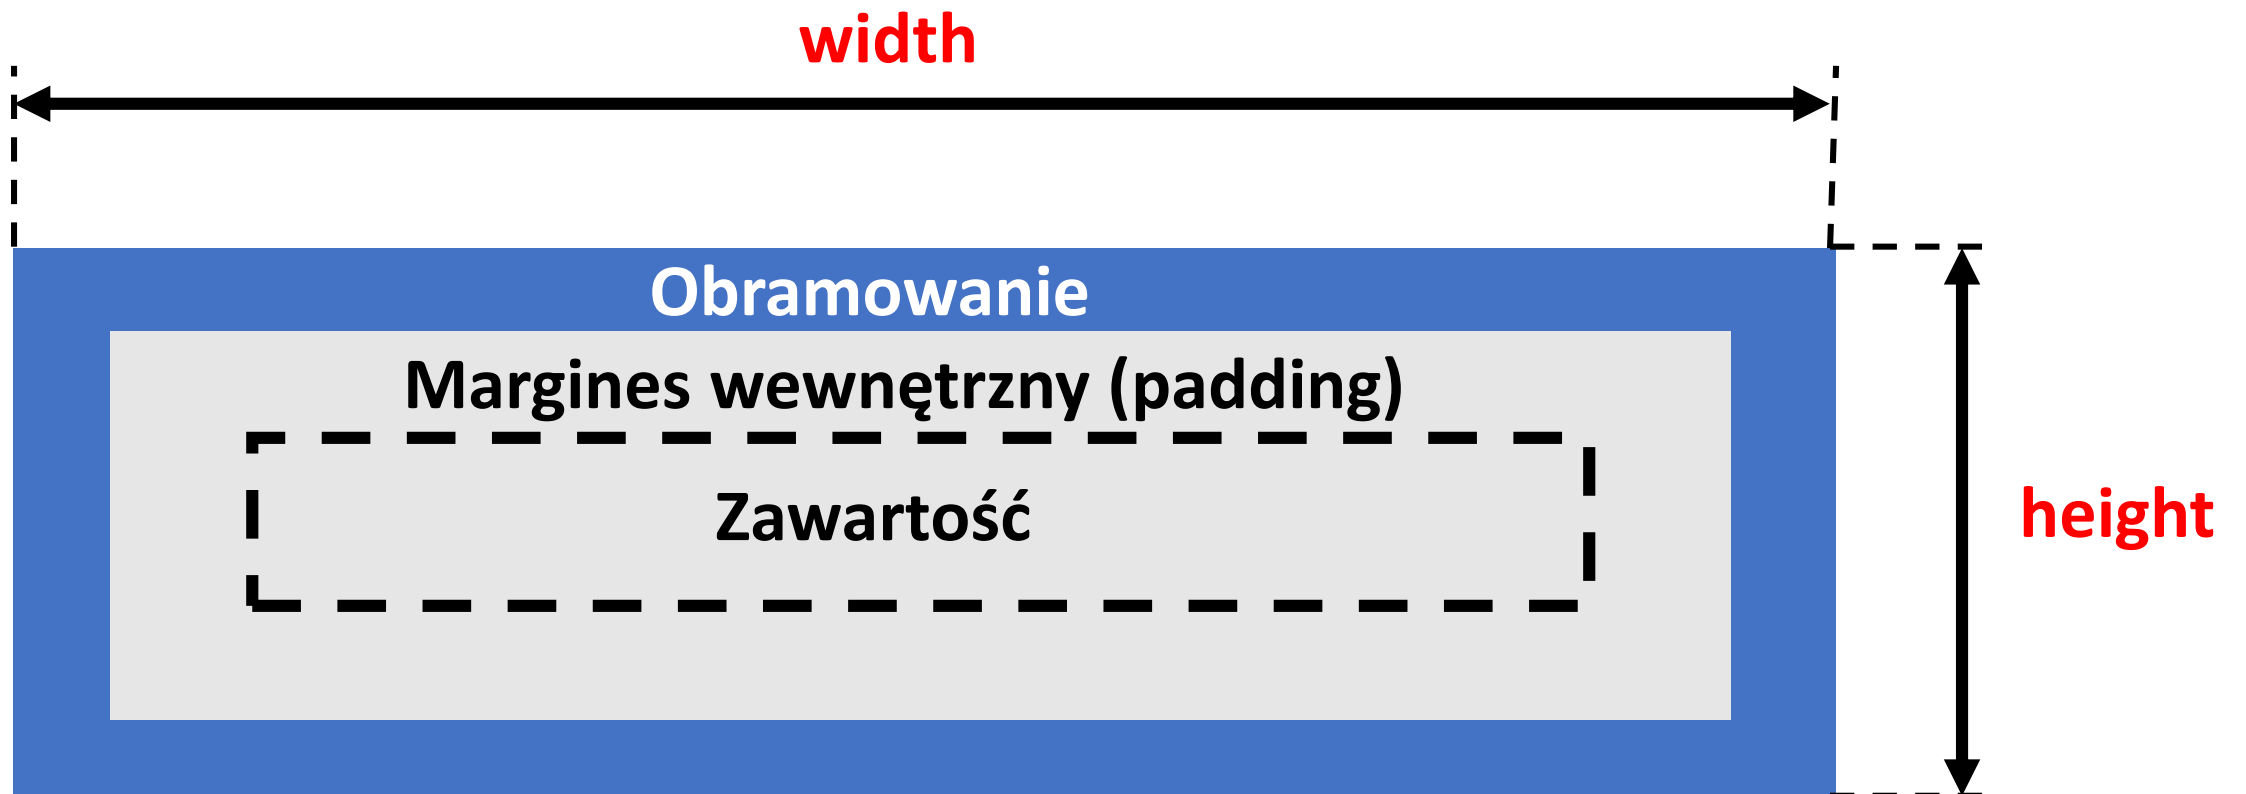 width
Obramowanie
Margines wewnętrzny (padding)
Zawartość
height